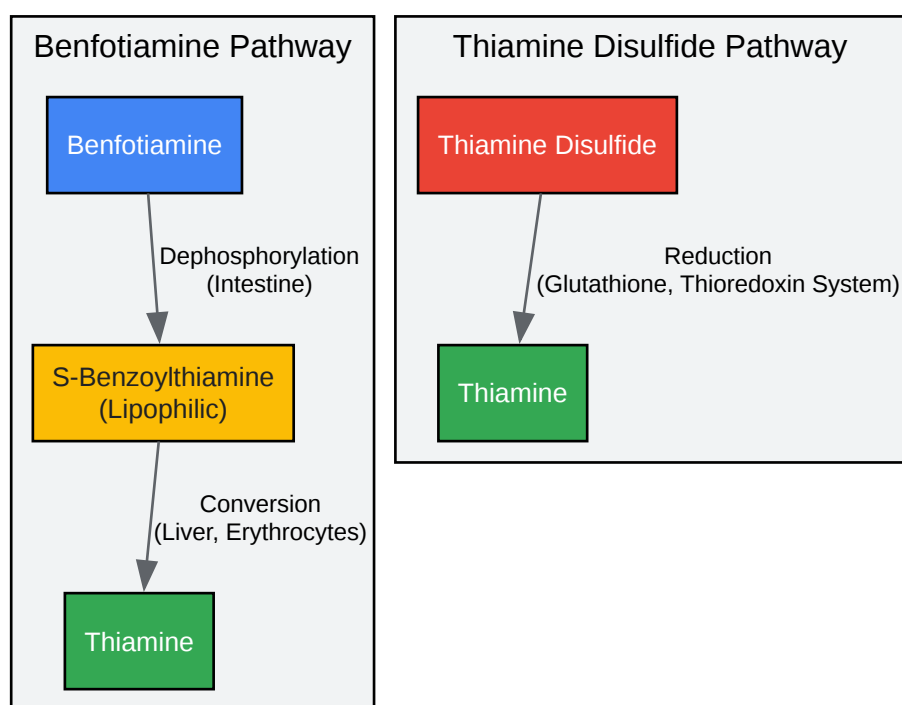 Benfotiamine Pathway
Benfotiamine
Dephosphorylation
(Intestine)
S-Benzoylthiamine
(Lipophilic)
Conversion
(Liver, Erythrocytes)
Thiamine
Thiamine Disulfide Pathway
Thiamine Disulfide
Reduction
(Glutathione, Thioredoxin System)
Thiamine